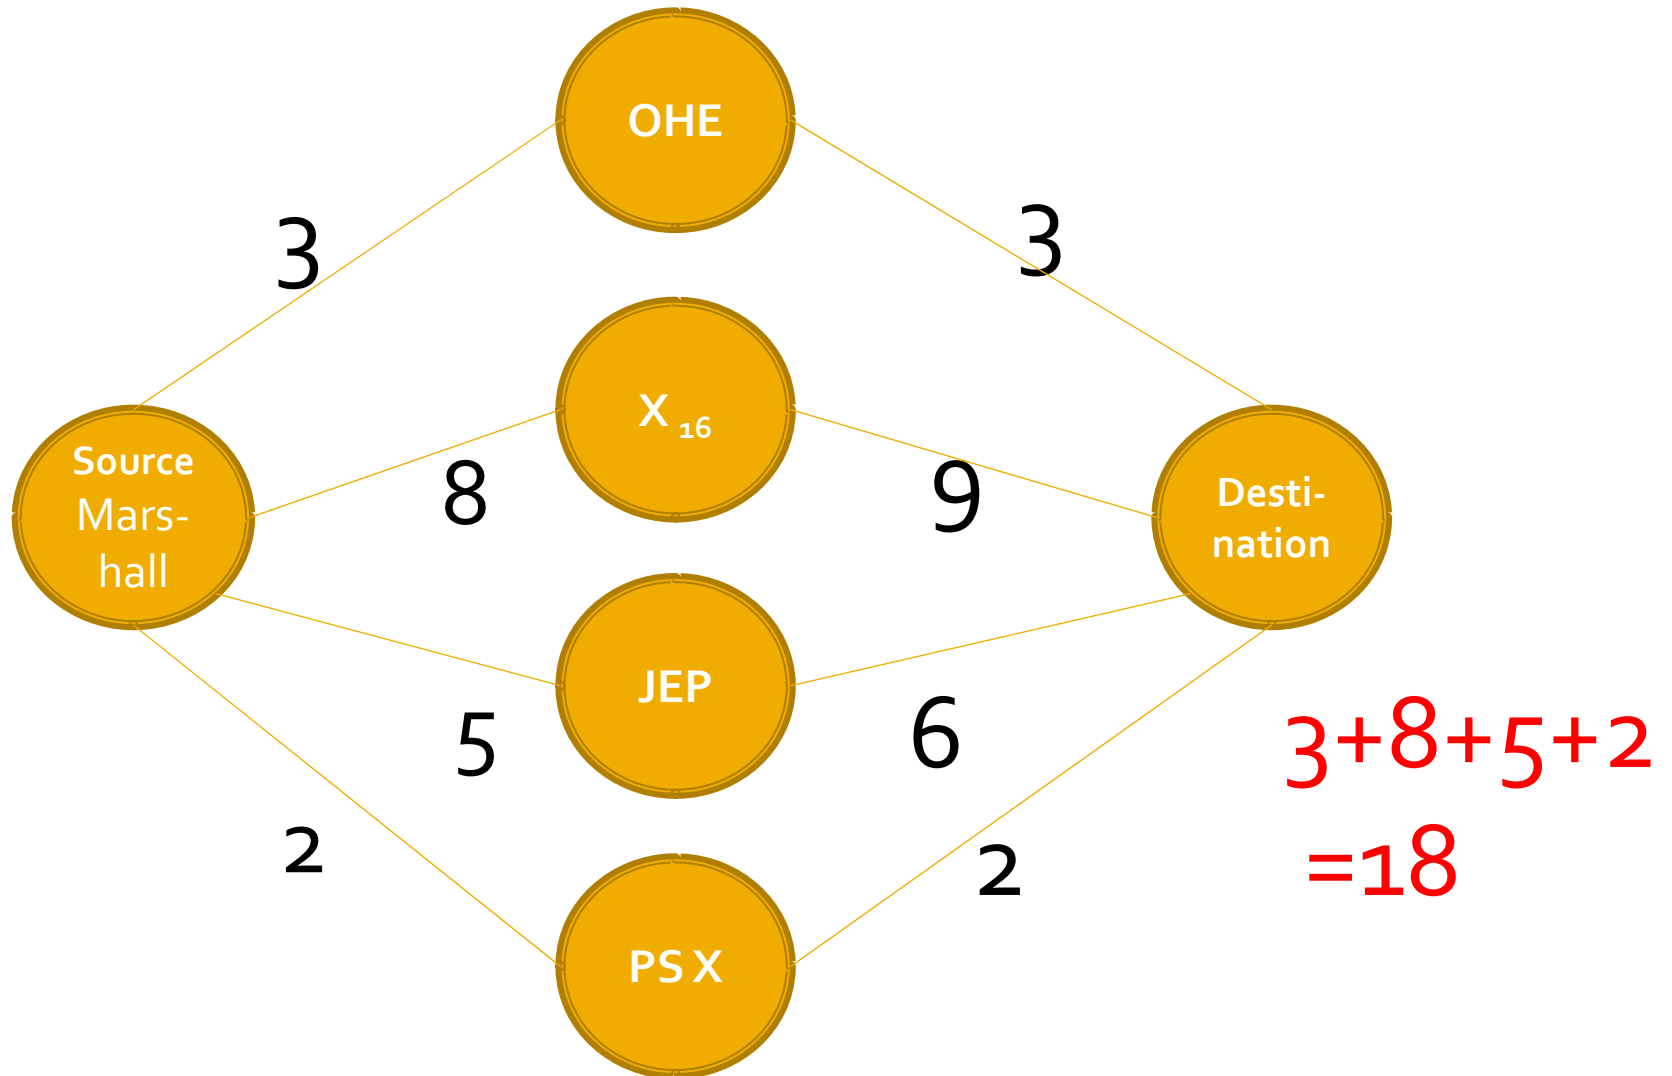 OHE
3
3
X 16
Source
Mars-
hall
8
9
Desti-
nation
JEP
5
6
3+8+5+2
=18
2
2
PS X